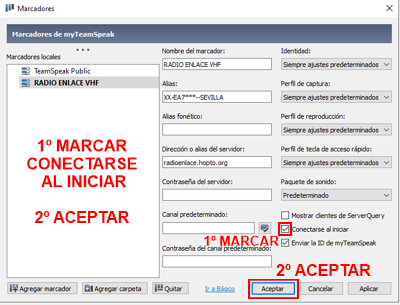 Marcadores
Marcadores de myTeamSpeak
Marcadores locales
TeamSpeak Public
RADIO ENLACE VHF
1º MARCAR
CONECTARSE
AL INICIAR
2º ACEPTAR
Nombre del marcador:
RADIO ENLACE VHF
Alias:
XX-EA7***--SEVILLA
Alias fonético:
Dirección o alias del servidor:
radioenlace.hopto.org
Contraseña del servidor:
Canal predeterminado:
1º MARCAR
Contraseña del canal predeterminado:
Identidad:
Siempre ajustes predeterminados
Perfil de captura:
Siempre ajustes predeterminados
Perfil de reproducción:
Siempre ajustes predeterminados
Perfil de tecla de acceso rápido:
Siempre ajustes predeterminados
Paquete de sonido:
Predeterminado
Mostrar clientes de ServerQuery
Conectarse al iniciar
Enviar la ID de myTeamSpeak
2º ACEPTAR
Agregar marcador
Agregar carpeta
Quitar
Ir a Básico
Aceptar
Cancelar
Aplicar